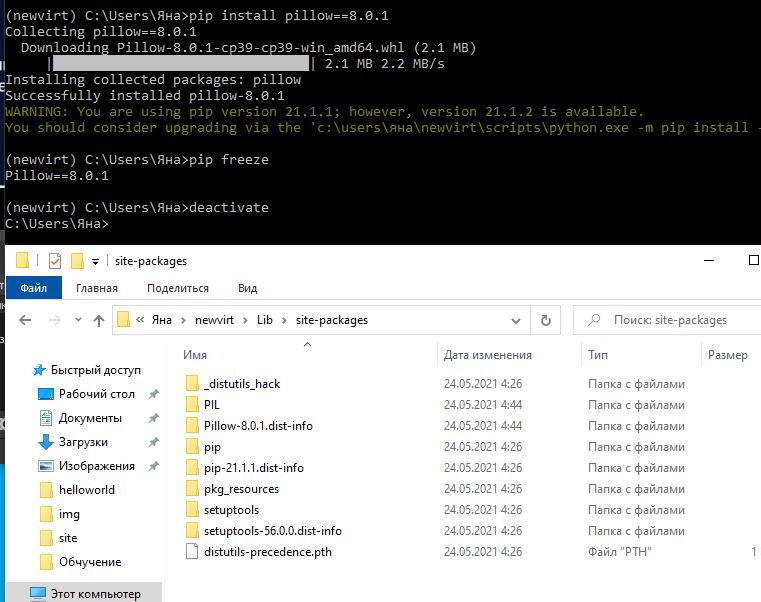 (newvirt) C:\Users\Яна>pip install pillow==8.0.1
Collecting pillow==8.0.1
Downloading Pillow-8.0.1-cp39-cp39-win_amd64.whl (2.1 MB)
| | 2.1 MB 2.2 MB/s
Installing collected packages: pillow
Successfully installed pillow-8.0.1
WARNING: You are using pip version 21.1.1; however, version 21.1.2 is available.
You should consider upgrading via the 'c:\users\яна\newvirt\scripts\python.exe -m pip install -
(newvirt) C:\Users\Яна>pip freeze
Pillow==8.0.1
(newvirt) C:\Users\Яна>deactivate
C:\Users\Яна>
site-packages
Файл Главная Поделиться Вид
« Яна > newvirt > Lib > site-packages Поиск: site-packages
Имя Дата изменения Тип Размер
Быстрый доступ
Рабочий стол
Документы
Загрузки
Изображения
helloworld
img
site
Обчучение
Этот компьютер
_distutils_hack 24.05.2021 4:26 Папка с файлами
PIL 24.05.2021 4:44 Папка с файлами
Pillow-8.0.1.dist-info 24.05.2021 4:44 Папка с файлами
pip 24.05.2021 4:26 Папка с файлами
pip-21.1.1.dist-info 24.05.2021 4:26 Папка с файлами
pkg_resources 24.05.2021 4:26 Папка с файлами
setuptools 24.05.2021 4:26 Папка с файлами
setuptools-56.0.0.dist-info 24.05.2021 4:26 Папка с файлами
distutils-precedence.pth 24.05.2021 4:26 Файл "PTH" 1